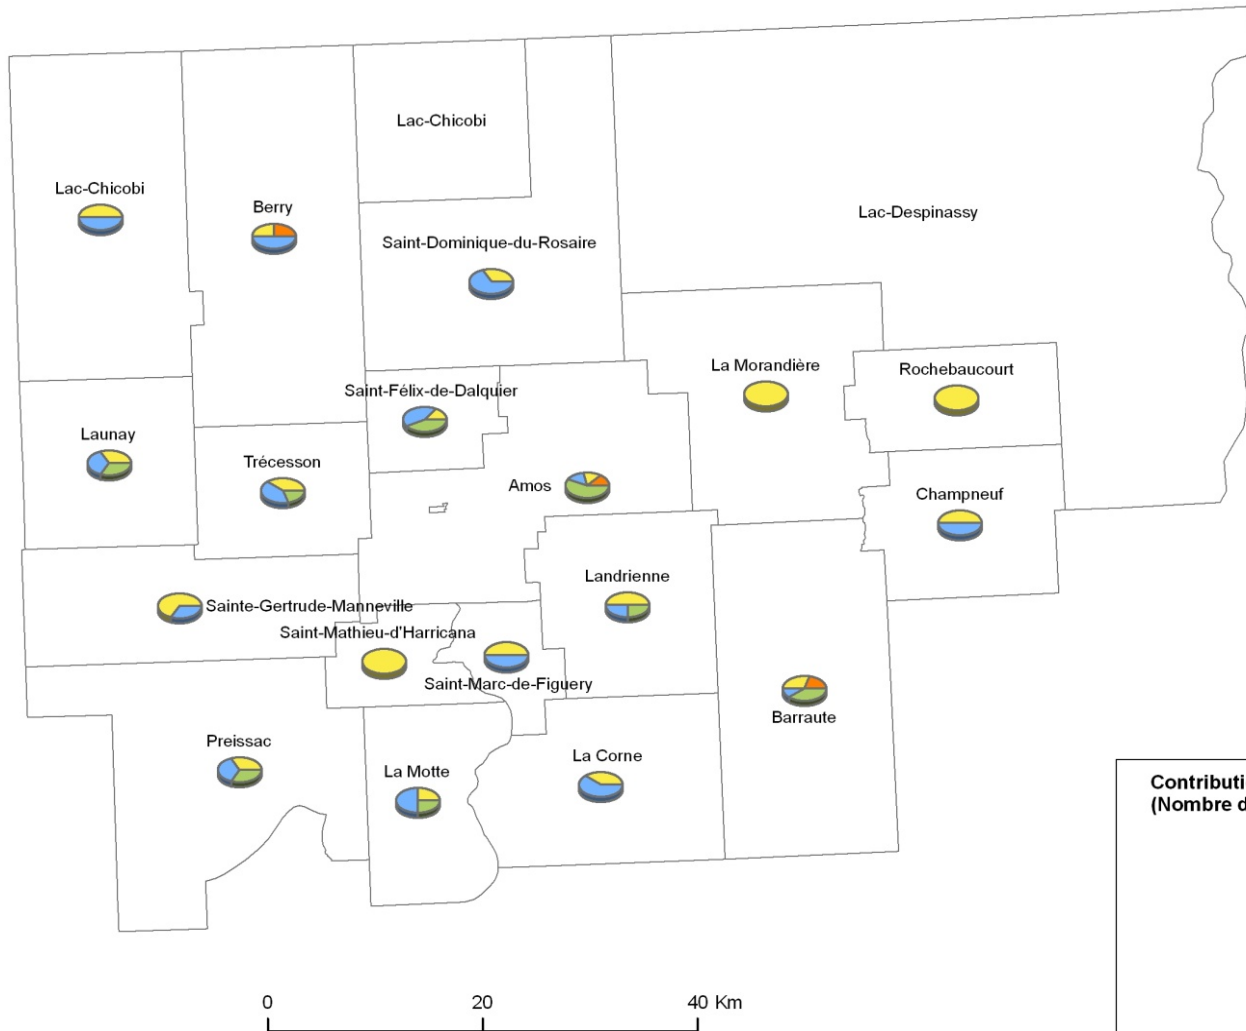 Lac-Chicobi
Lac-Chicobi
Berry
Lac-Despinassy
Saint-Dominique-du-Rosaire
La Morandière
Rochebaucourt
Saint-Félix-de-Dalquier
Launay
Trécesson
Amos
Champneuf
Landrienne
Sainte-Gertrude-Manneville
Saint-Mathieu-d'Harricana
Saint-Marc-de-Figuery
Barraute
Preissac
La Motte
La Corne
Contributi
(Nombre d
0 20 40 Km